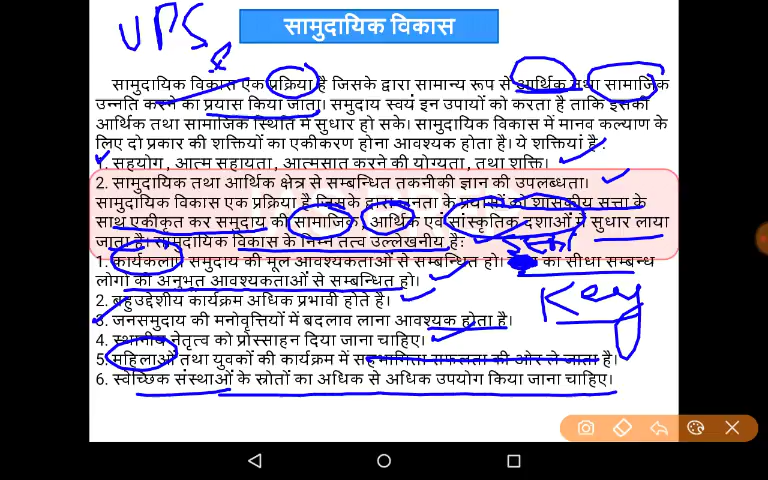 सामुदायिक विकास
UPS
सामुदायिक विकास एक प्रक्रिया है जिसके द्वारा सामान्य रूप से आर्थिक तथा सामाजिक
उन्नति करने का प्रयास किया जाता। समुदाय स्वयं इन उपायों को करता है ताकि इसकी
आर्थिक तथा सामाजिक स्थिति में सुधार हो सके। सामुदायिक विकास में मानव कल्याण के
लिए दो प्रकार की शक्तियों का एकीकरण होना आवश्यक होता है। ये शक्तियां है:
1. सहयोग, आत्म सहायता, आत्मसात करने की योग्यता, तथा शक्ति।
2. सामुदायिक तथा आर्थिक क्षेत्र से सम्बन्धित तकनीकी ज्ञान की उपलब्धता।
सामुदायिक विकास एक प्रक्रिया है जिसके द्वारा जनता के प्रयासों को शासकीय सत्ता के
साथ एकीकृत कर समुदाय की सामाजिक, आर्थिक एवं सांस्कृतिक दशाओं में सुधार लाया
जाता है। सामुदायिक विकास के निम्न तत्व उल्लेखनीय है:
1. कार्यकलाप समुदाय की मूल आवश्यकताओं से सम्बन्धित हो। का सीधा सम्बन्ध
लोगों की अनुभूत आवश्यकताओं से सम्बन्धित हो।
Key
2. बहुउद्देशीय कार्यक्रम अधिक प्रभावी होते है।
3. जनसमुदाय की मनोवृत्तियों में बदलाव लाना आवश्यक होता है।
4. स्थानीय नेतृत्व को प्रोस्साहन दिया जाना चाहिए।
5. महिलाओं तथा युवकों की कार्यक्रम में सहभागिता सफलता की ओर ले जाता है।
6. स्वेच्छिक संस्थाओं के स्रोतों का अधिक से अधिक उपयोग किया जाना चाहिए।